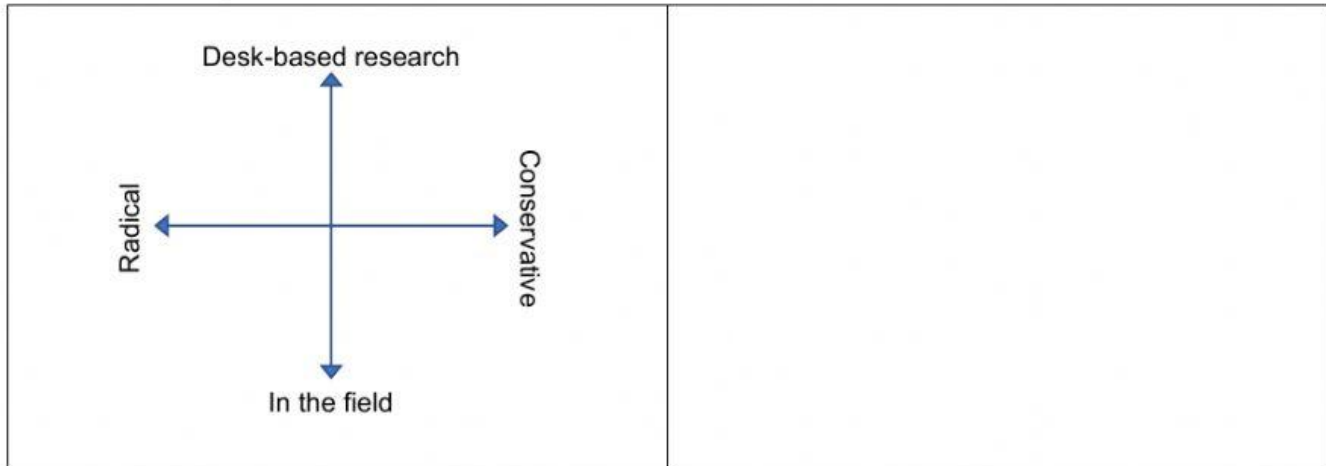 Desk-based research
Radical
Conservative
In the field